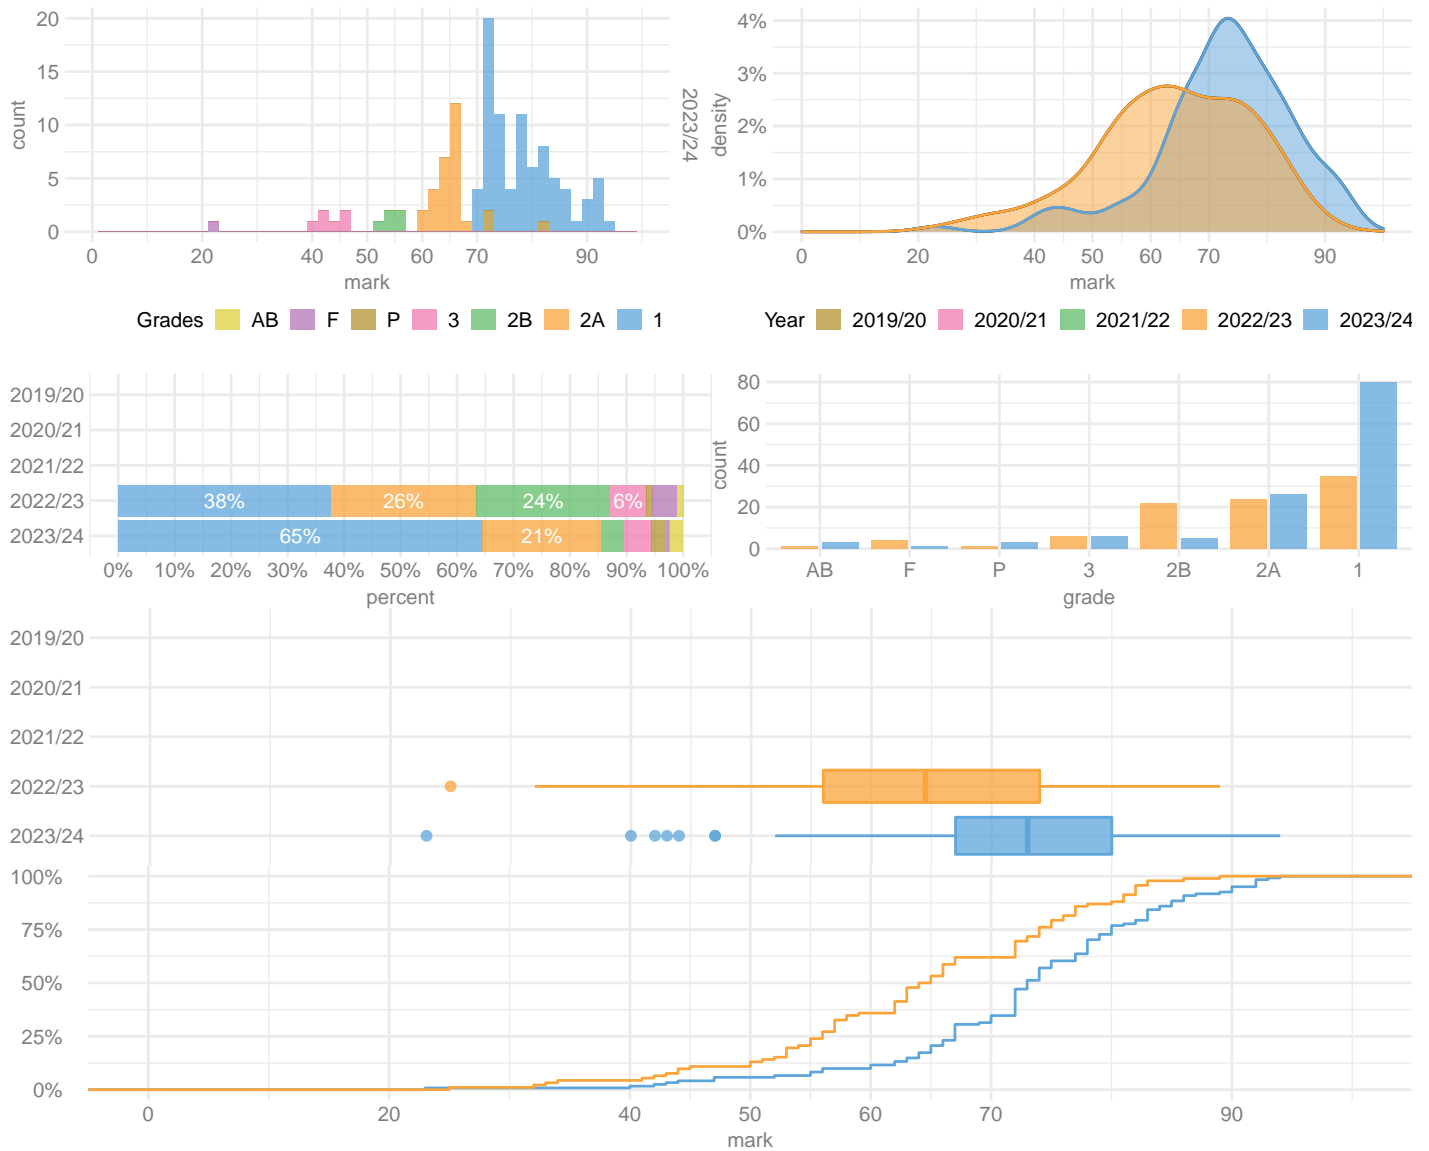 20
15
10
5
0
count
0 20 40 50 60 70 90
mark
2023/24
4%
3%
2%
1%
0%
density
0 20 40 50 60 70 90
mark
Grades AB F P 3 2B 2A 1
Year 2019/20 2020/21 2021/22 2022/23 2023/24
2019/20
2020/21
2021/22
2022/23 38% 26% 24% 6%
2023/24 65% 21%
0% 10% 20% 30% 40% 50% 60% 70% 80% 90% 100%
percent
80
60
40
20
0
count
AB F P 3 2B 2A 1
grade
2019/20
2020/21
2021/22
2022/23
2023/24
100%
75%
50%
25%
0%
0 20 40 50 60 70 90
mark